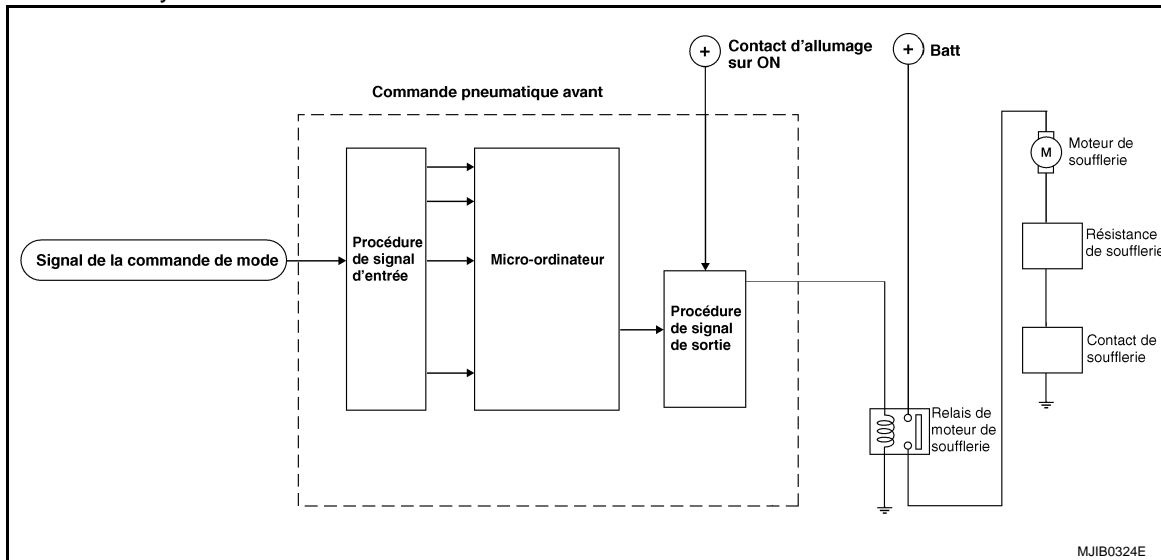 Contact d'allumage
sur ON
Batt
Commande pneumatique avant
Moteur de
soufflerie
M
Résistance
de soufflerie
Signal de la commande de mode
Procédure
de signal
d'entrée
Micro-ordinateur
Procédure
de signal
de sortie
Contact de
soufflerie
Relais de
moteur de
soufflerie
MJIB0324E